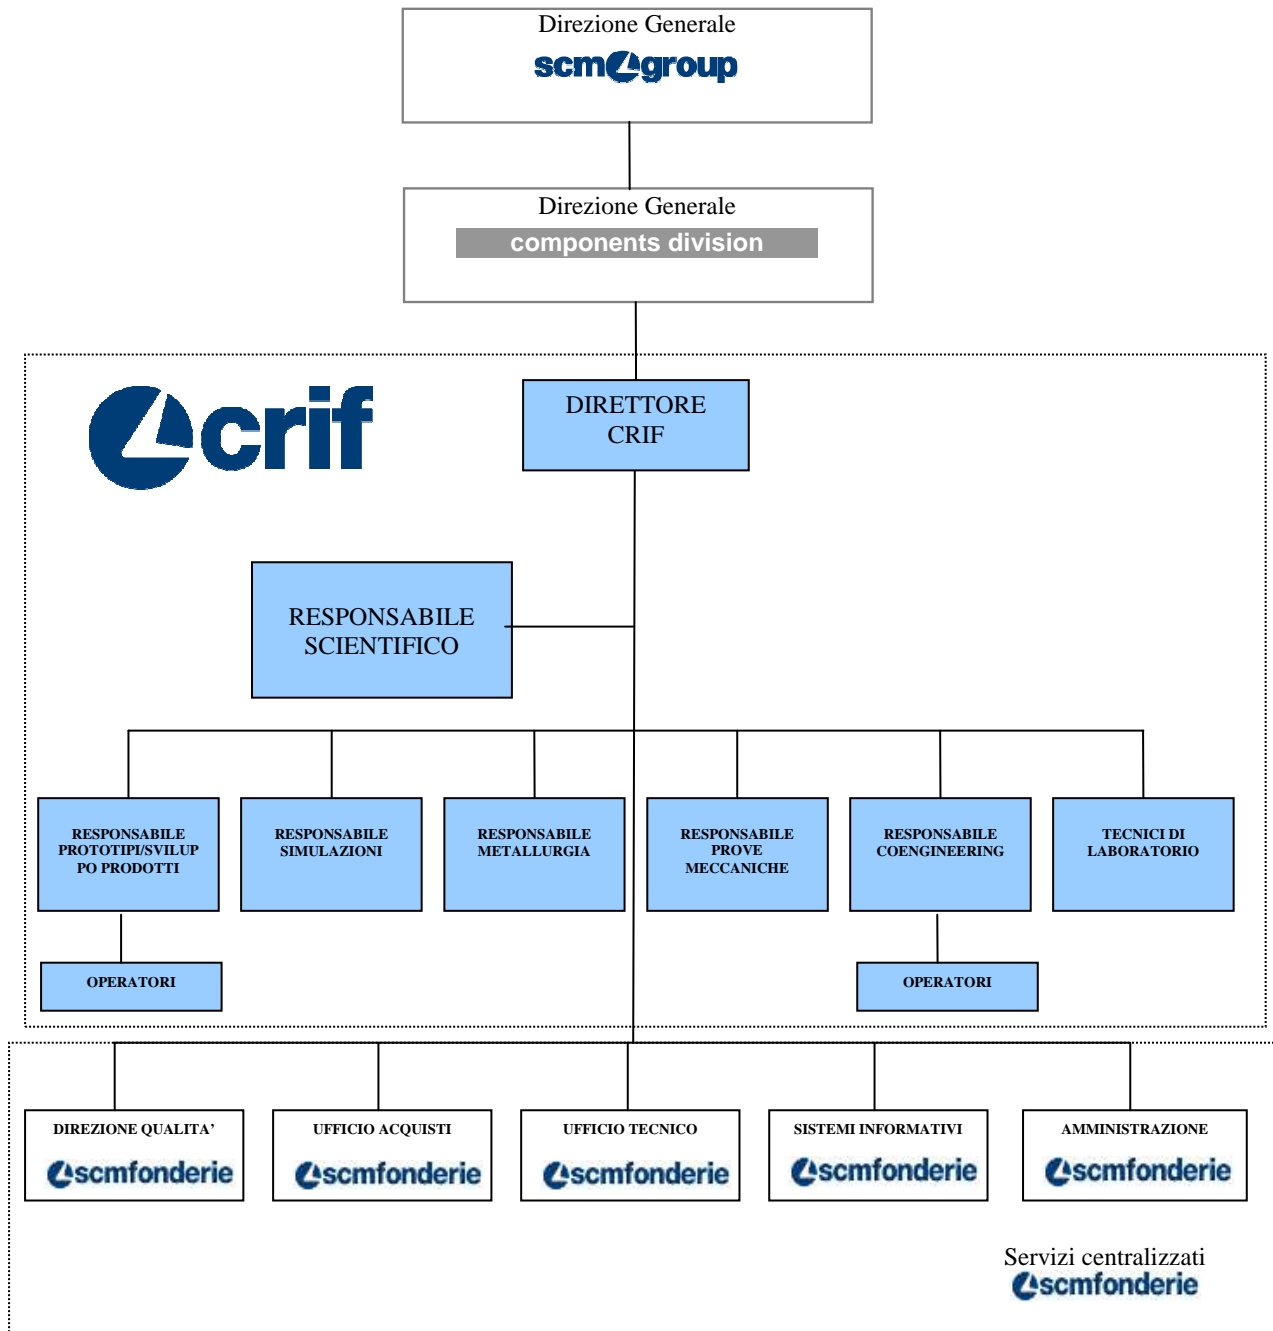 Direzione Generale
scm group
Direzione Generale
components division
crif
DIRETTORE
CRIF
RESPONSABILE
SCIENTIFICO
RESPONSABILE
PROTOTIPI/SVILUP
PO PRODOTTI
RESPONSABILE
SIMULAZIONI
RESPONSABILE
METALLURGIA
RESPONSABILE
PROVE
MECCANICHE
RESPONSABILE
COENGINEERING
TECNICI DI
LABORATORIO
OPERATORI
OPERATORI
DIREZIONE QUALITA’
scmfonderie
UFFICIO ACQUISTI
scmfonderie
UFFICIO TECNICO
scmfonderie
SISTEMI INFORMATIVI
scmfonderie
AMMINISTRAZIONE
scmfonderie
Servizi centralizzati
scmfonderie